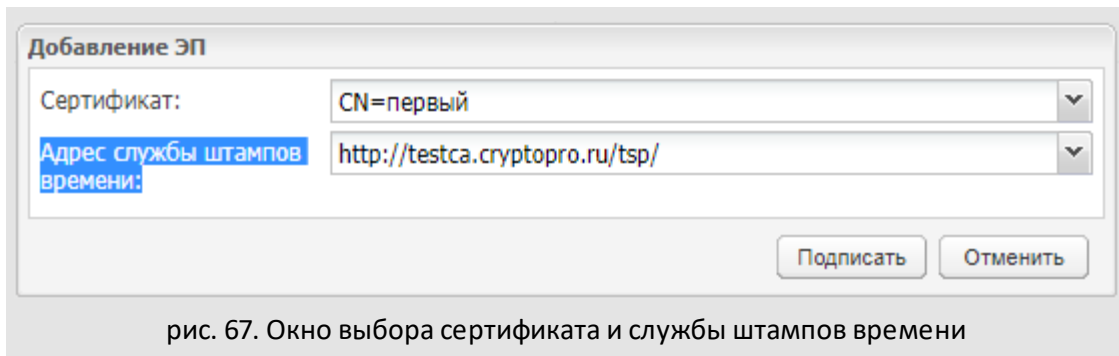 Добавление ЭП
Сертификат:
CN=первый
Адрес службы штампов
времени:
http://testca.cryptopro.ru/tsp/
Подписать
Отменить
рис. 67. Окно выбора сертификата и службы штампов времени